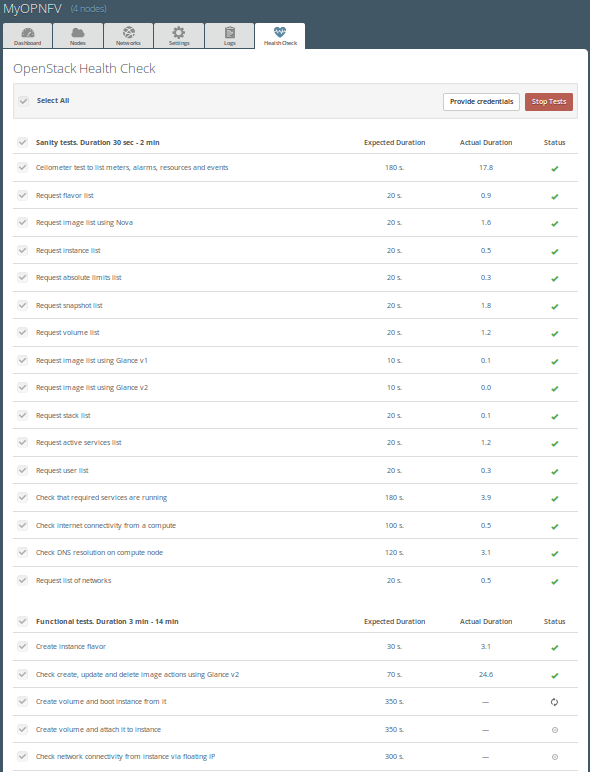 MyOPNFV (4 nodes)
Dashboard Nodes Networks Settings Logs Health Check
OpenStack Health Check
Select All Provide credentials Stop Tests
Sanity tests. Duration 30 sec - 2 min Expected Duration Actual Duration Status
Ceilometer test to list meters, alarms, resources and events 180 s. 17.8
Request flavor list 20 s. 0.9
Request image list using Nova 20 s. 1.6
Request instance list 20 s. 0.5
Request absolute limits list 20 s. 0.3
Request snapshot list 20 s. 1.8
Request volume list 20 s. 1.2
Request image list using Glance v1 10 s. 0.1
Request image list using Glance v2 10 s. 0.0
Request stack list 20 s. 0.1
Request active services list 20 s. 1.2
Request user list 20 s. 0.3
Check that required services are running 180 s. 3.9
Check internet connectivity from a compute 100 s. 0.5
Check DNS resolution on compute node 120 s. 3.1
Request list of networks 20 s. 0.5
Functional tests. Duration 3 min - 14 min Expected Duration Actual Duration Status
Create instance flavor 30 s. 3.1
Check create, update and delete image actions using Glance v2 70 s. 24.6
Create volume and boot instance from it 350 s. —
Create volume and attach it to instance 350 s. —
Check network connectivity from instance via floating IP 300 s. —